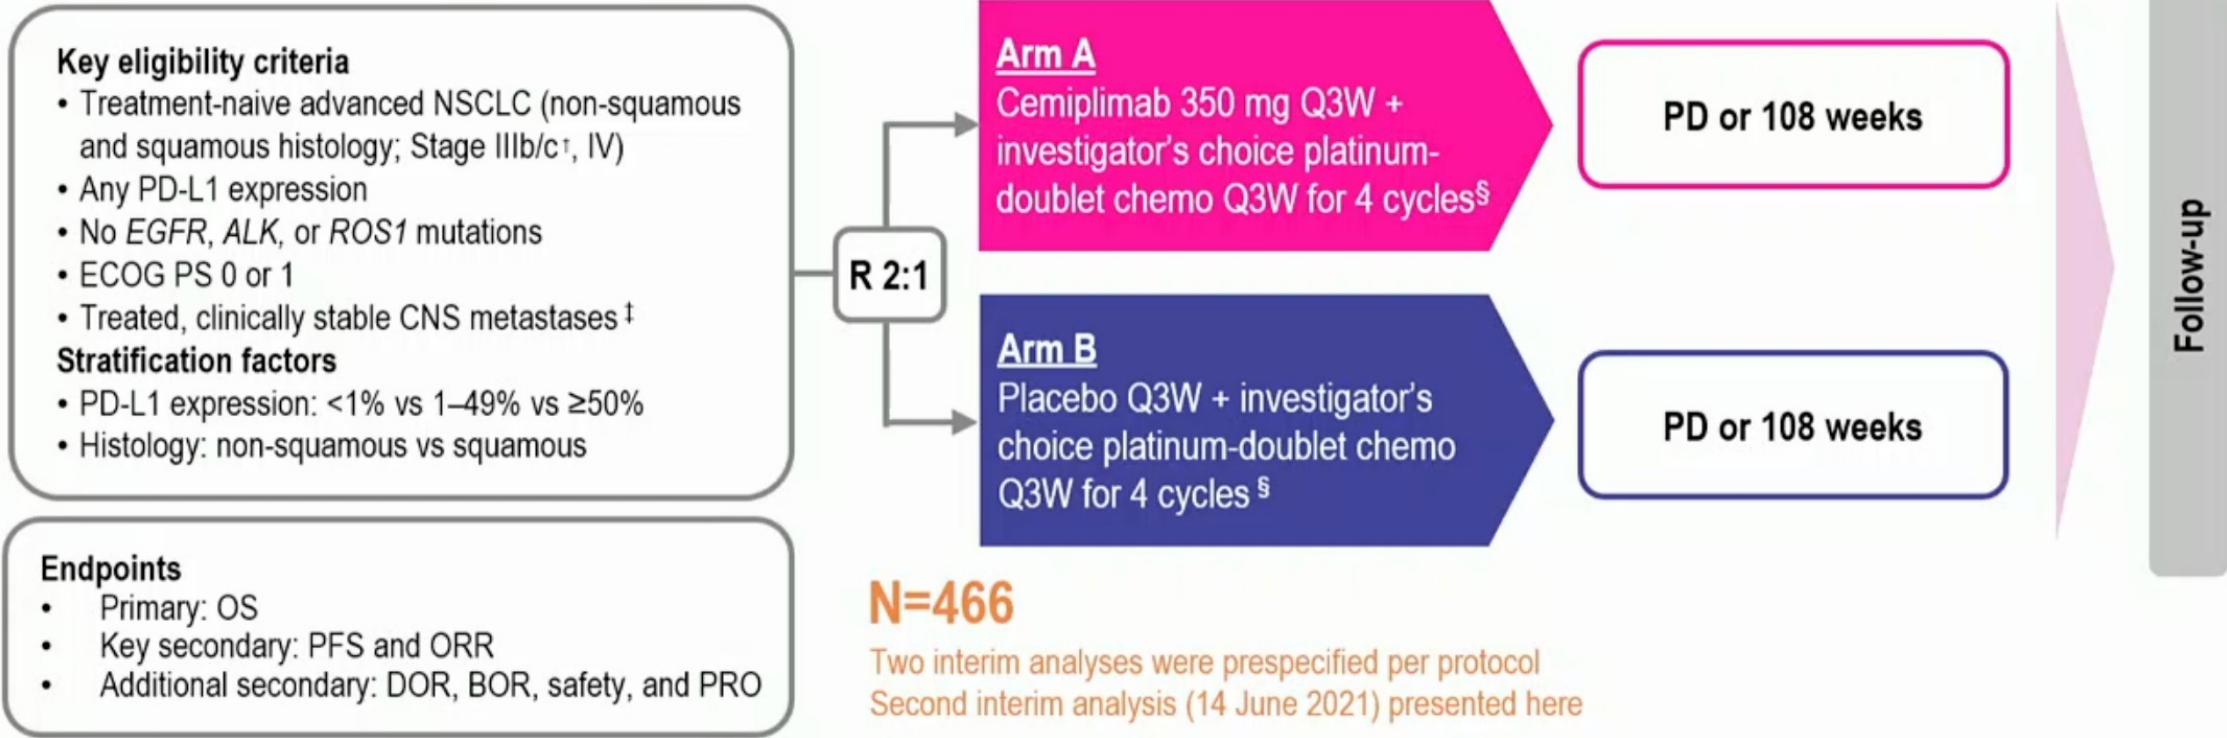 Key eligibility criteria
• Treatment-naive advanced NSCLC (non-squamous
and squamous histology; Stage IIIb/c†, IV)
• Any PD-L1 expression
• No EGFR, ALK, or ROS1 mutations
• ECOG PS 0 or 1
• Treated, clinically stable CNS metastases ‡
Stratification factors
• PD-L1 expression: <1% vs 1–49% vs ≥50%
• Histology: non-squamous vs squamous
Endpoints
• Primary: OS
• Key secondary: PFS and ORR
• Additional secondary: DOR, BOR, safety, and PRO
R 2:1
Arm A
Cemiplimab 350 mg Q3W +
investigator's choice platinum-
doublet chemo Q3W for 4 cycles§
PD or 108 weeks
Arm B
Placebo Q3W + investigator's
choice platinum-doublet chemo
Q3W for 4 cycles §
PD or 108 weeks
Follow-up
N=466
Two interim analyses were prespecified per protocol
Second interim analysis (14 June 2021) presented here